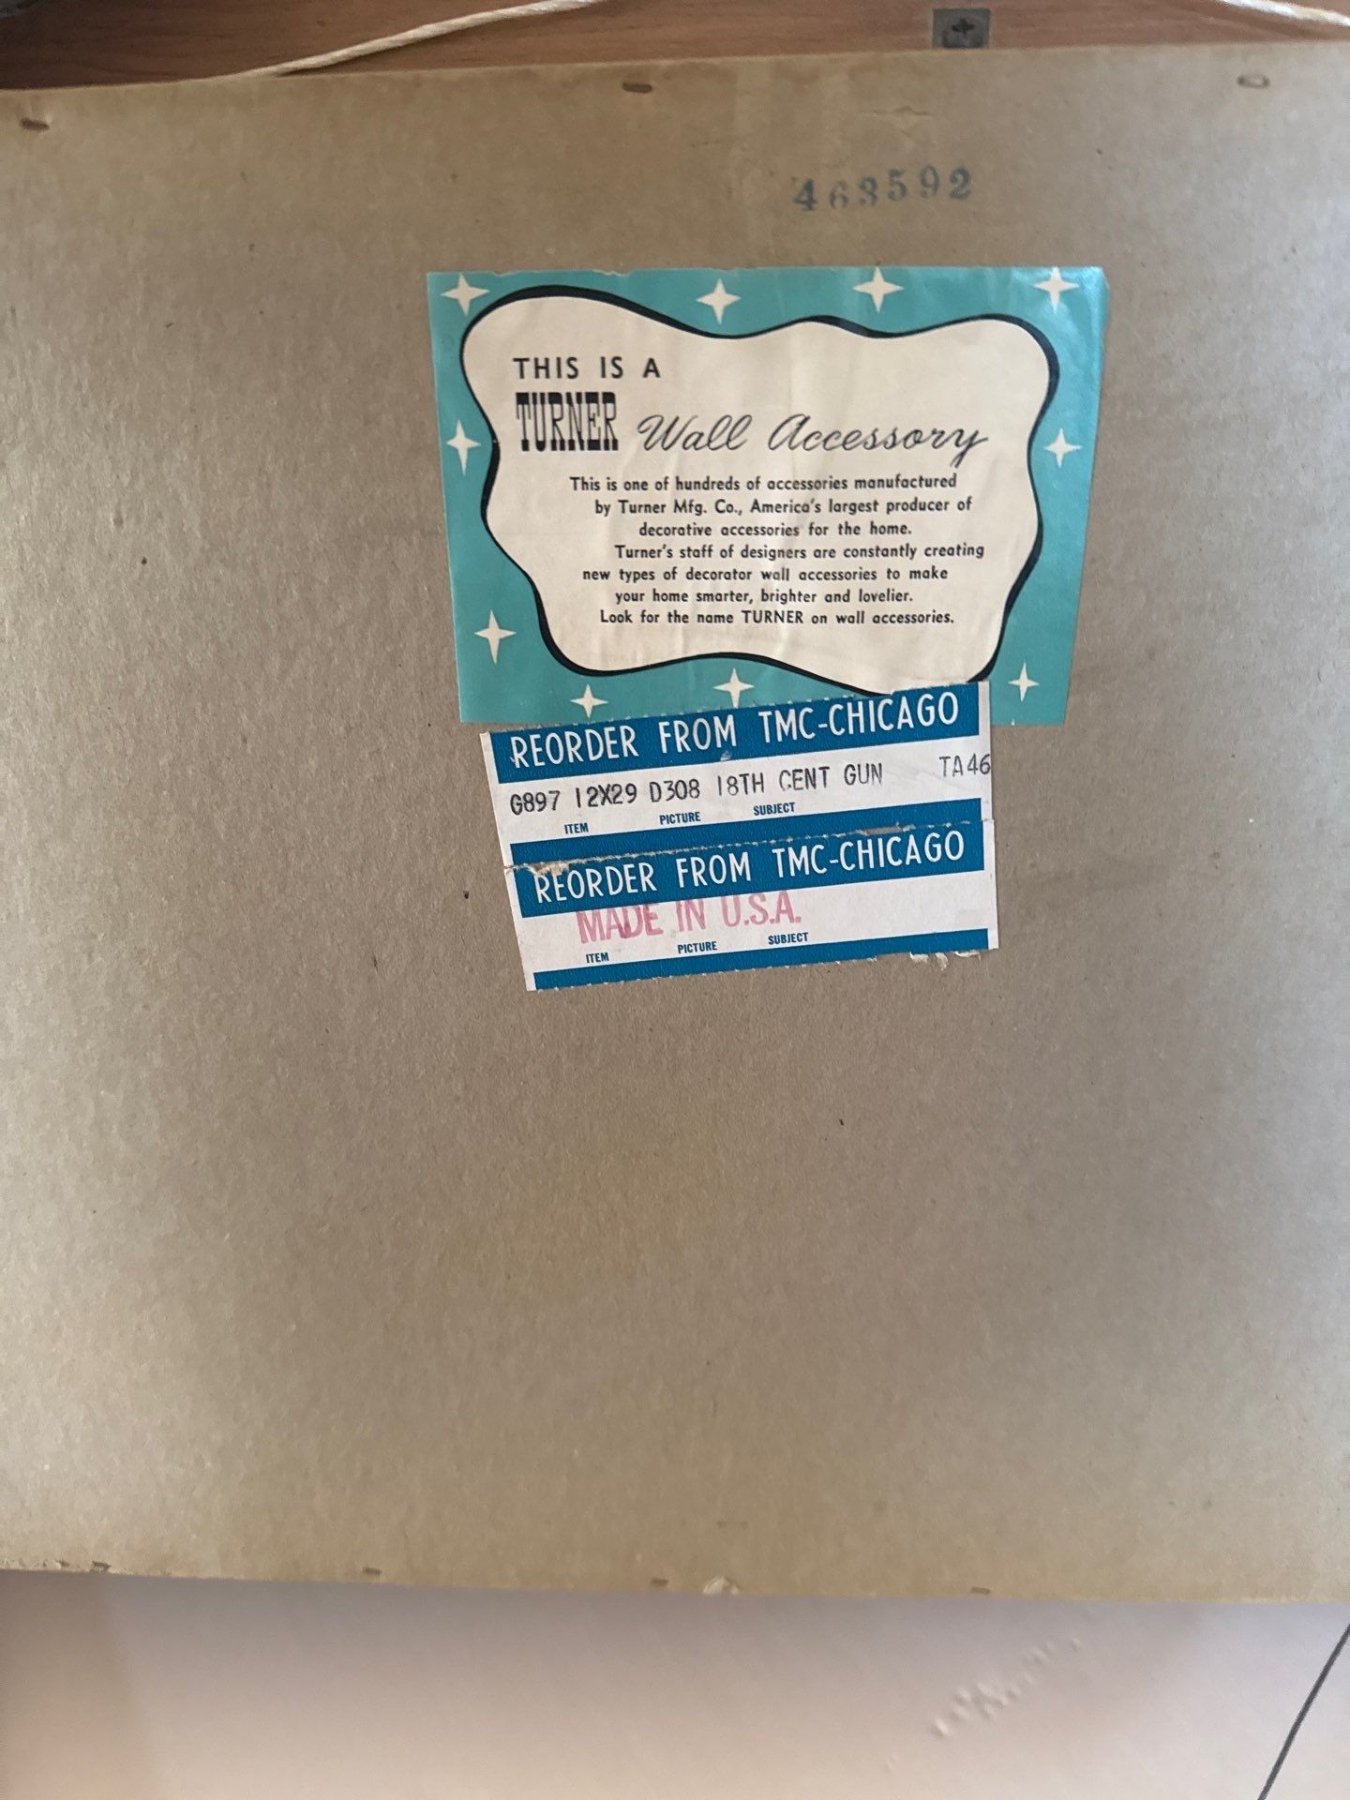 463592
THIS IS A
TURNER Wall Accessory
This is one of hundreds of accessories manufactured
by Turner Mfg. Co., America's largest producer of
decorative accessories for the home.
Turner's staff of designers are constantly creating
new types of decorator wall accessories to make
your home smarter, brighter and lovelier.
Look for the name TURNER on wall accessories.
REORDER FROM TMC-CHICAGO
G897 12X29 D308 18TH CENT GUN TA46
ITEM PICTURE SUBJECT
REORDER FROM TMC-CHICAGO
MADE IN U.S.A.
ITEM PICTURE SUBJECT